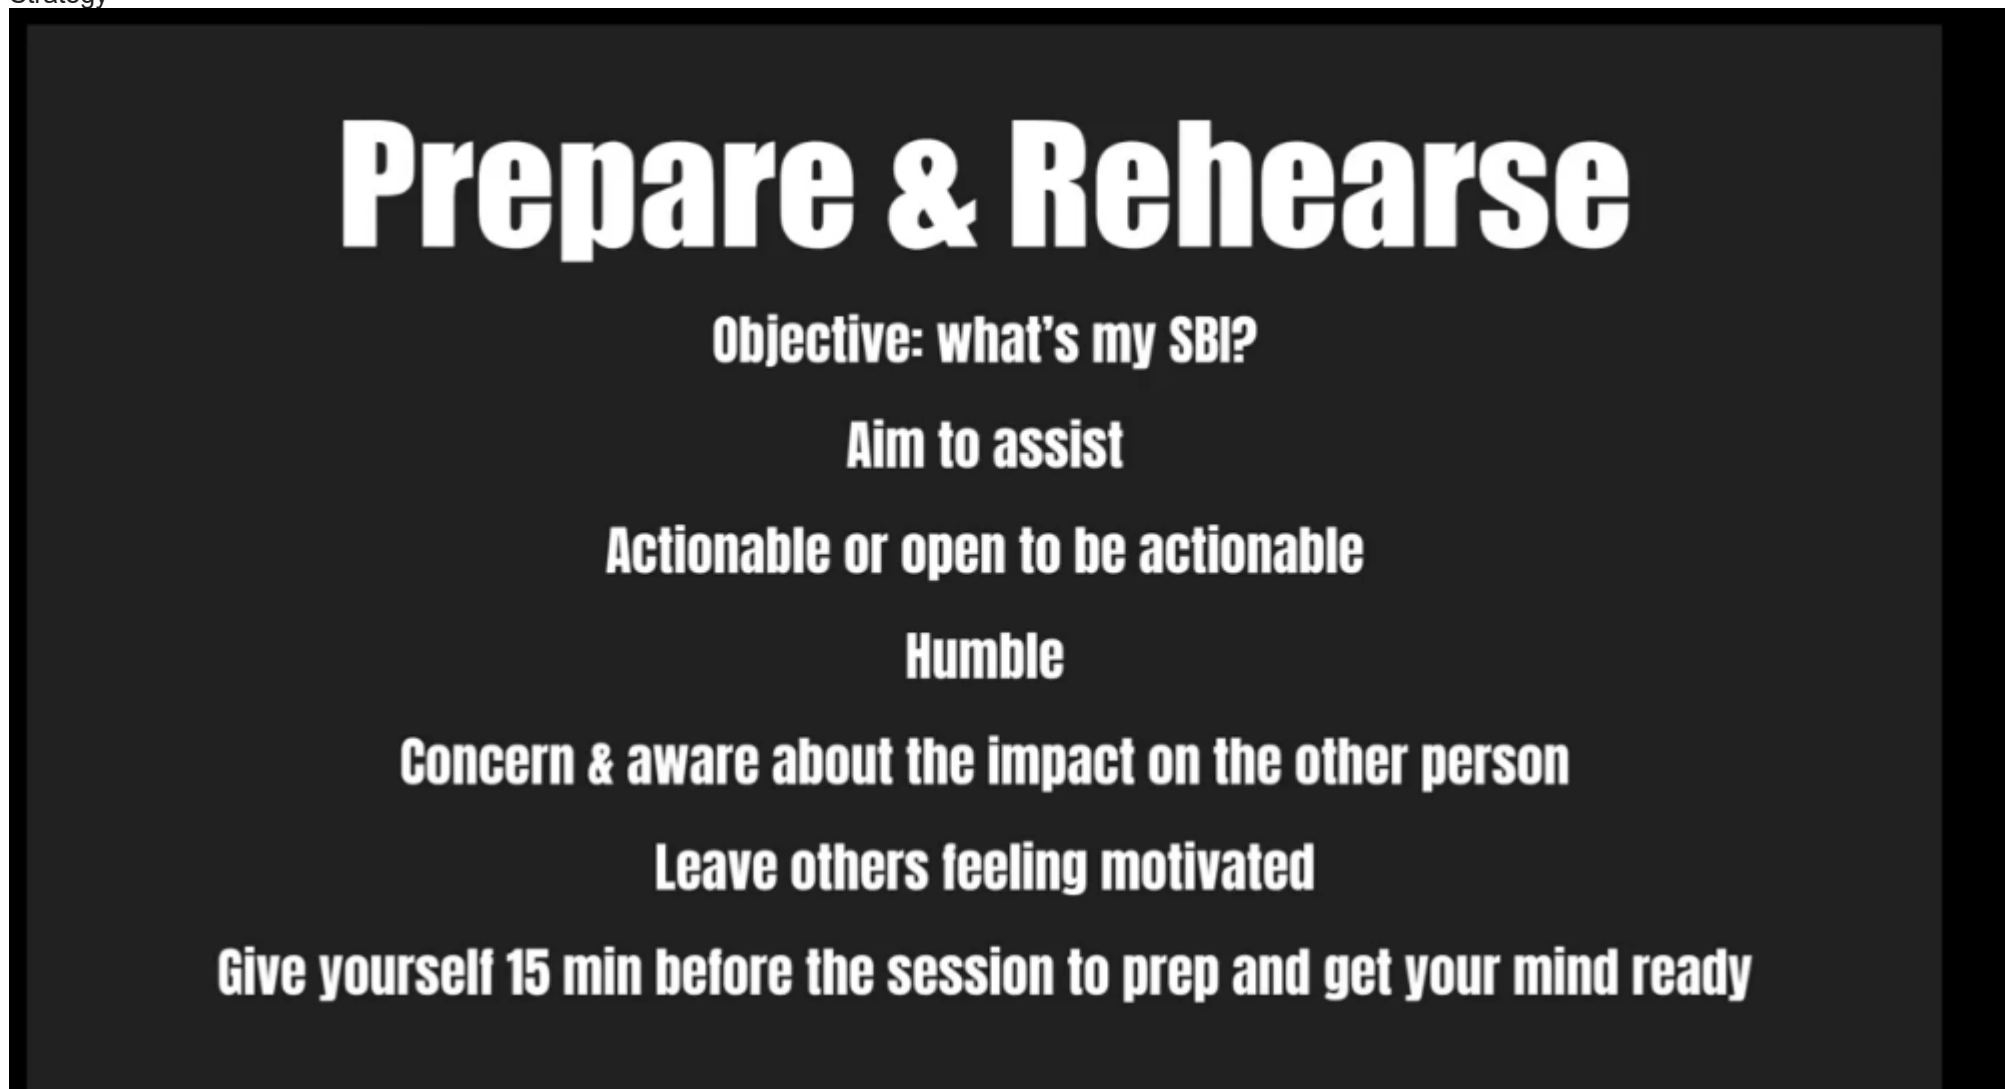 Strategy
Prepare & Rehearse
Objective: what’s my SBI?
Aim to assist
Actionable or open to be actionable
Humble
Concern & aware about the impact on the other person
Leave others feeling motivated
Give yourself 15 min before the session to prep and get your mind ready